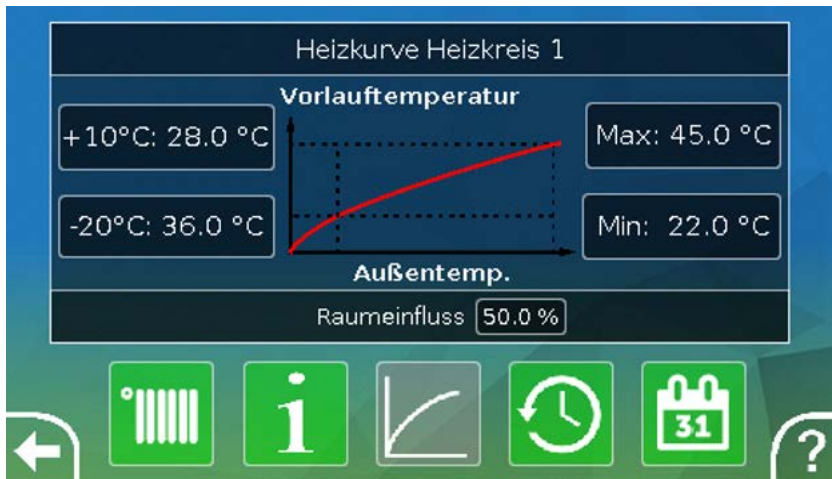 Heizkurve Heizkreis 1
Vorlauftemperatur
+10°C: 28.0 °C
Max: 45.0 °C
-20°C: 36.0 °C
Min: 22.0 °C
Außentemp.
Raumeinfluss 50.0 %
i
31
?